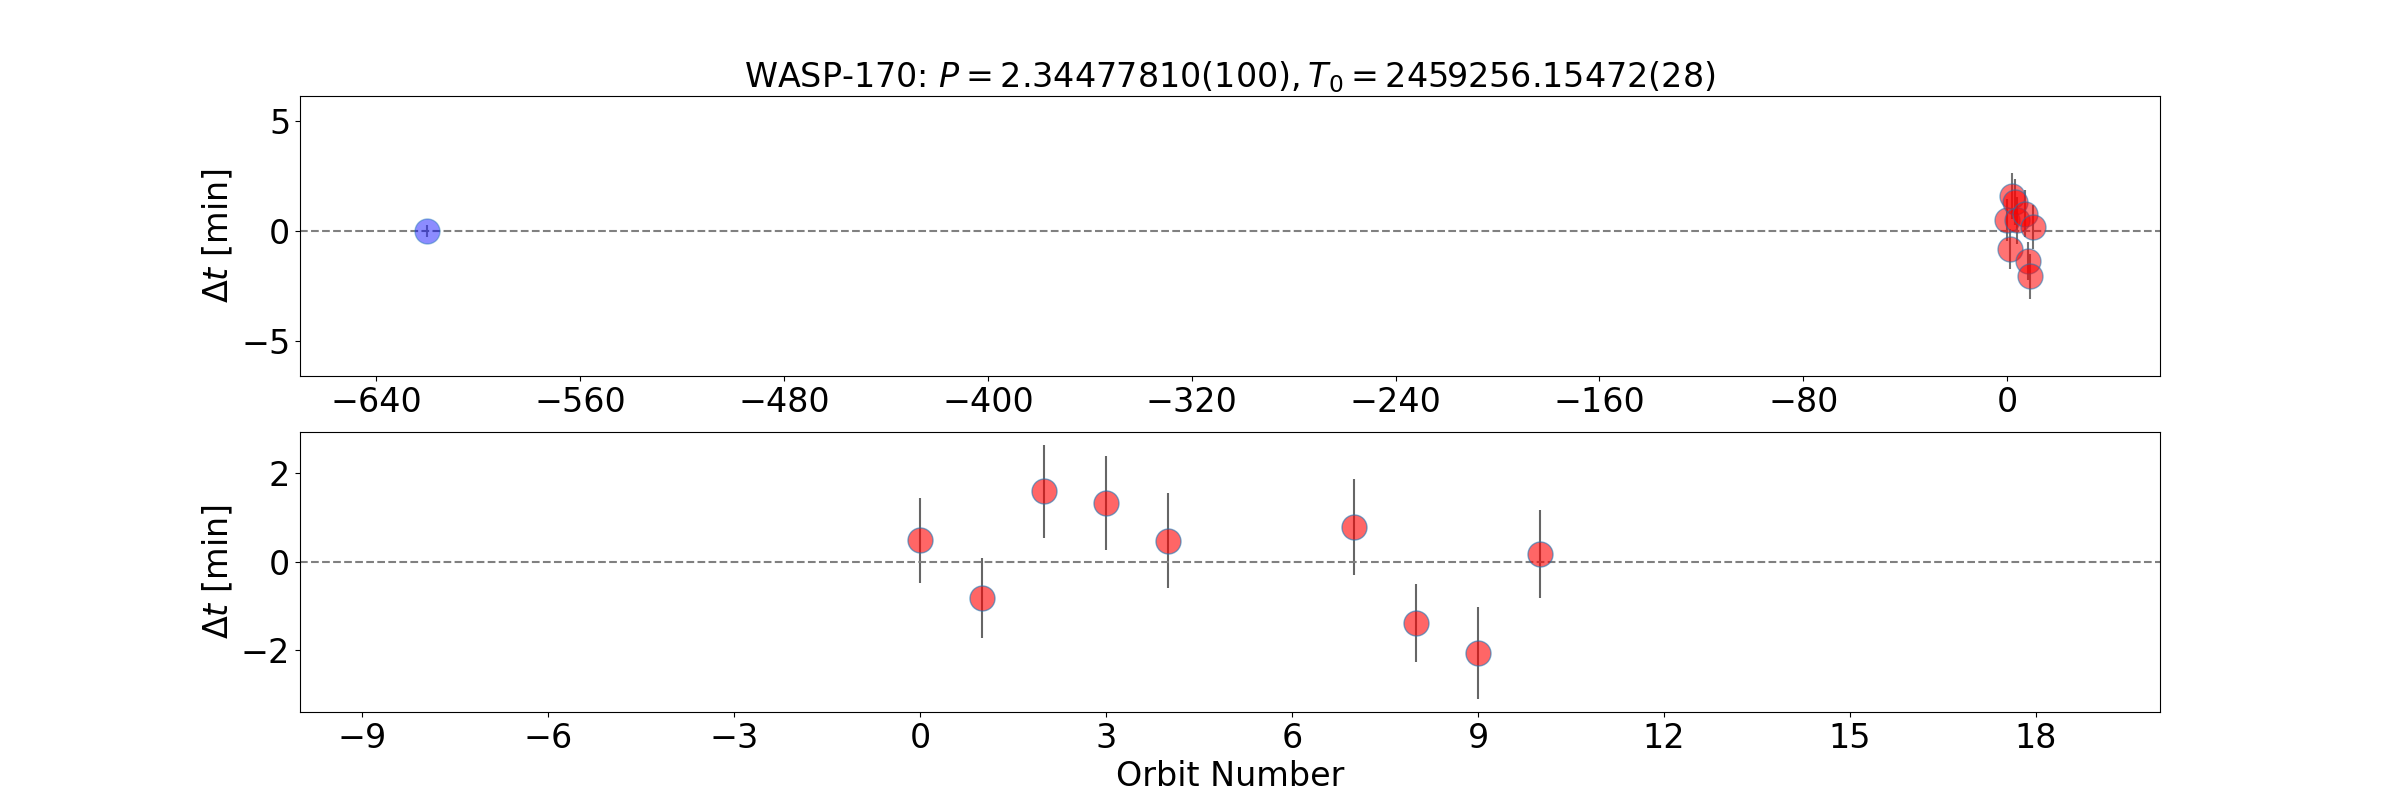 WASP-170: P = 2.34477810(100), T₀ = 2459256.15472(28)
Δt [min]
5
0
−5
−640 −560 −480 −400 −320 −240 −160 −80 0
Δt [min]
2
0
−2
−9 −6 −3 0 3 6 9 12 15 18
Orbit Number